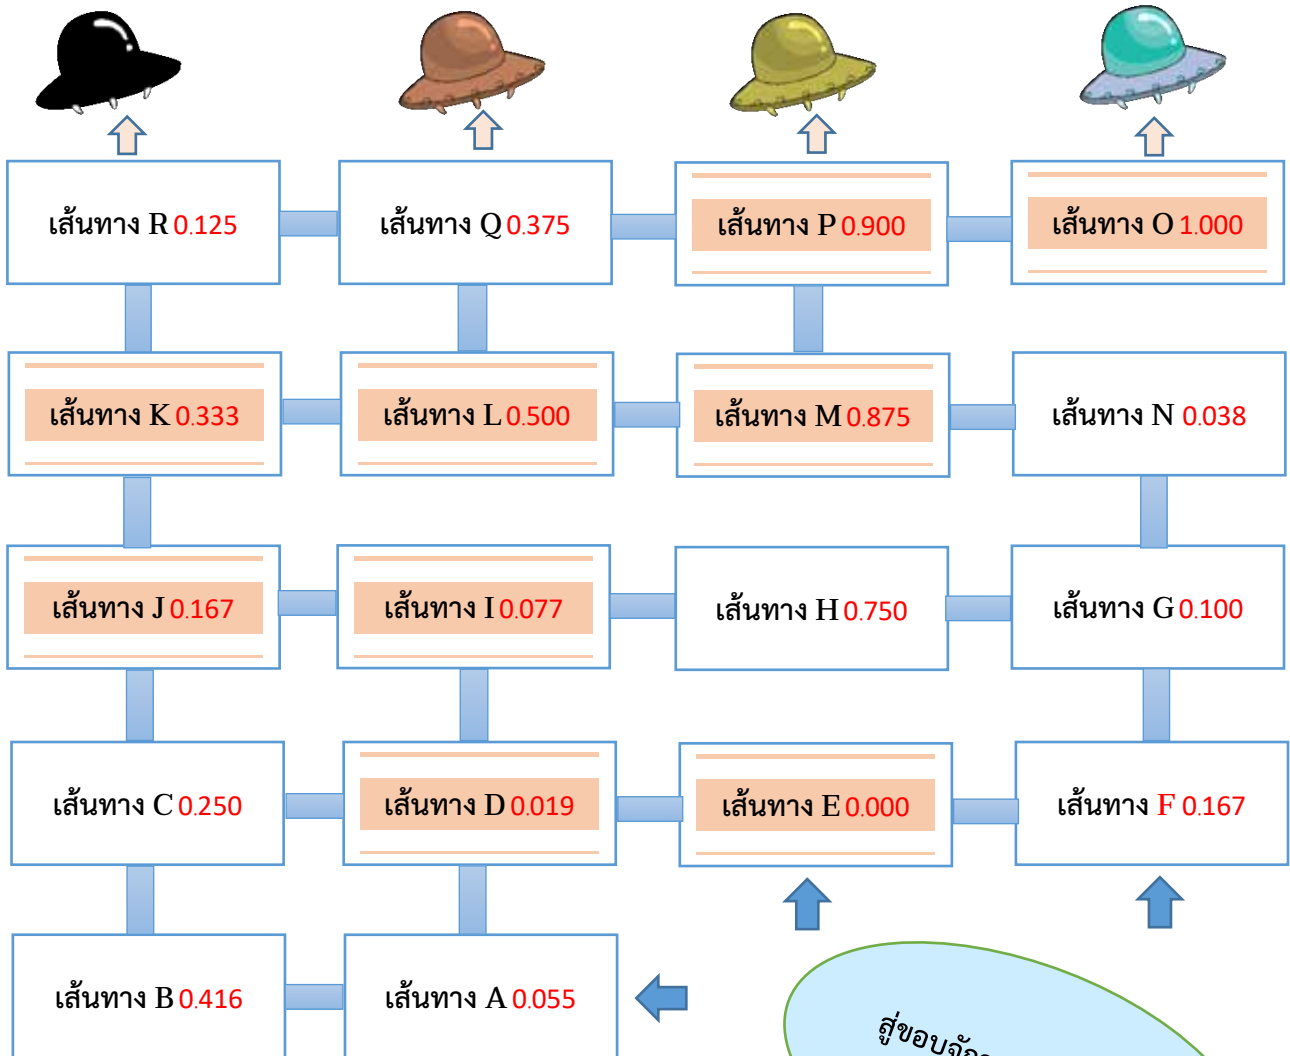 เส้นทาง R 0.125
เส้นทาง Q 0.375
เส้นทาง P 0.900
เส้นทาง O 1.000
เส้นทาง K 0.333
เส้นทาง L 0.500
เส้นทาง M 0.875
เส้นทาง N 0.038
เส้นทาง J 0.167
เส้นทาง I 0.077
เส้นทาง H 0.750
เส้นทาง G 0.100
เส้นทาง C 0.250
เส้นทาง D 0.019
เส้นทาง E 0.000
เส้นทาง F 0.167
เส้นทาง B 0.416
เส้นทาง A 0.055